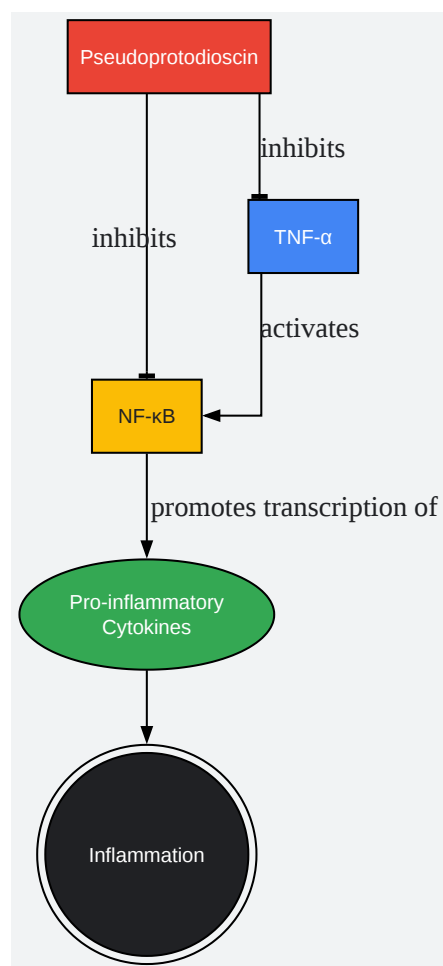 Pseudoprotodioscin
inhibits
TNF-α
inhibits
activates
NF-κB
promotes transcription of
Pro-inflammatory
Cytokines
Inflammation